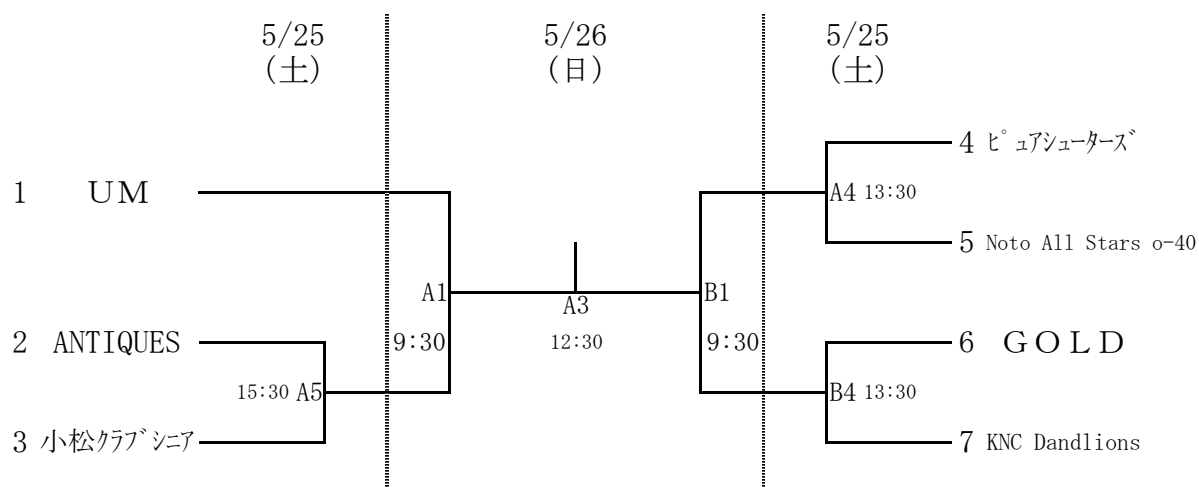 5/25
(土)
5/26
(日)
5/25
(土)
4 ﾋﾟｭｱｼｭｰﾀｰｽﾞ
1 ＵＭ
A4 13:30
5 Noto All Stars o-40
A1
A3
B1
2 ANTIQUES
9:30
12:30
9:30
6 ＧＯＬＤ
15:30 A5
B4 13:30
3 小松ｸﾗﾌﾞｼﾆｱ
7 KNC Dandlions